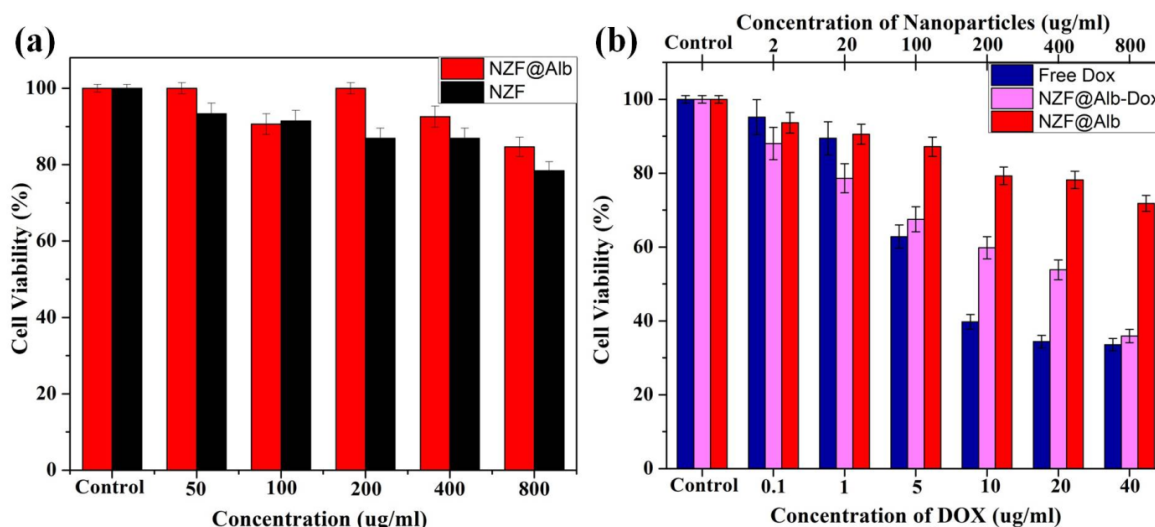 (a)
NZF@Alb
NZF
100
80
60
40
20
0
Cell Viability (%)
Control 50 100 200 400 800
Concentration (ug/ml)
(b)
Concentration of Nanoparticles (ug/ml)
Control 2 20 100 200 400 800
Free Dox
NZF@Alb-Dox
NZF@Alb
100
80
60
40
20
0
Cell Viability (%)
Control 0.1 1 5 10 20 40
Concentration of DOX (ug/ml)